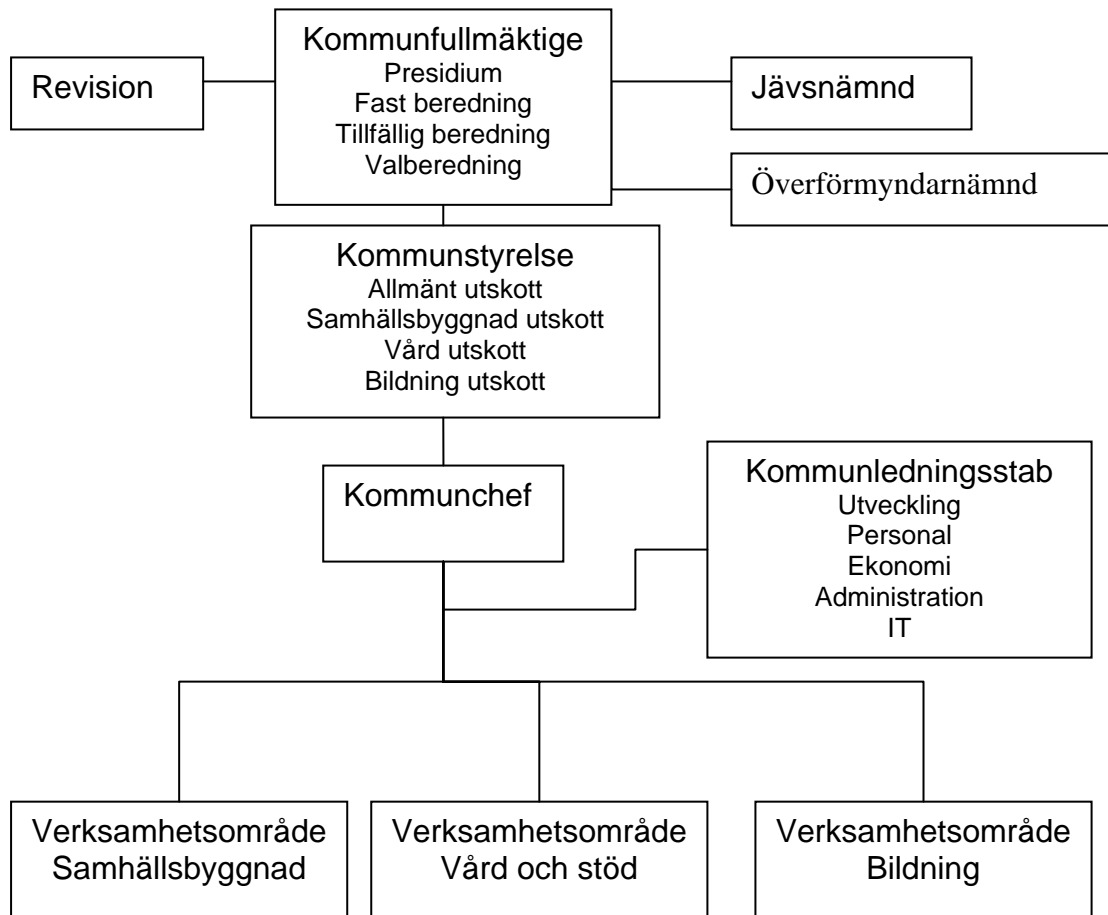 Kommunfullmäktige
Presidium
Fast beredning
Tillfällig beredning
Valberedning
Revision
Jävsnämnd
Överförmyndarnämnd
Kommunstyrelse
Allmänt utskott
Samhällsbyggnad utskott
Vård utskott
Bildning utskott
Kommunchef
Kommunledningsstab
Utveckling
Personal
Ekonomi
Administration
IT
Verksamhetsområde
Samhällsbyggnad
Verksamhetsområde
Vård och stöd
Verksamhetsområde
Bildning